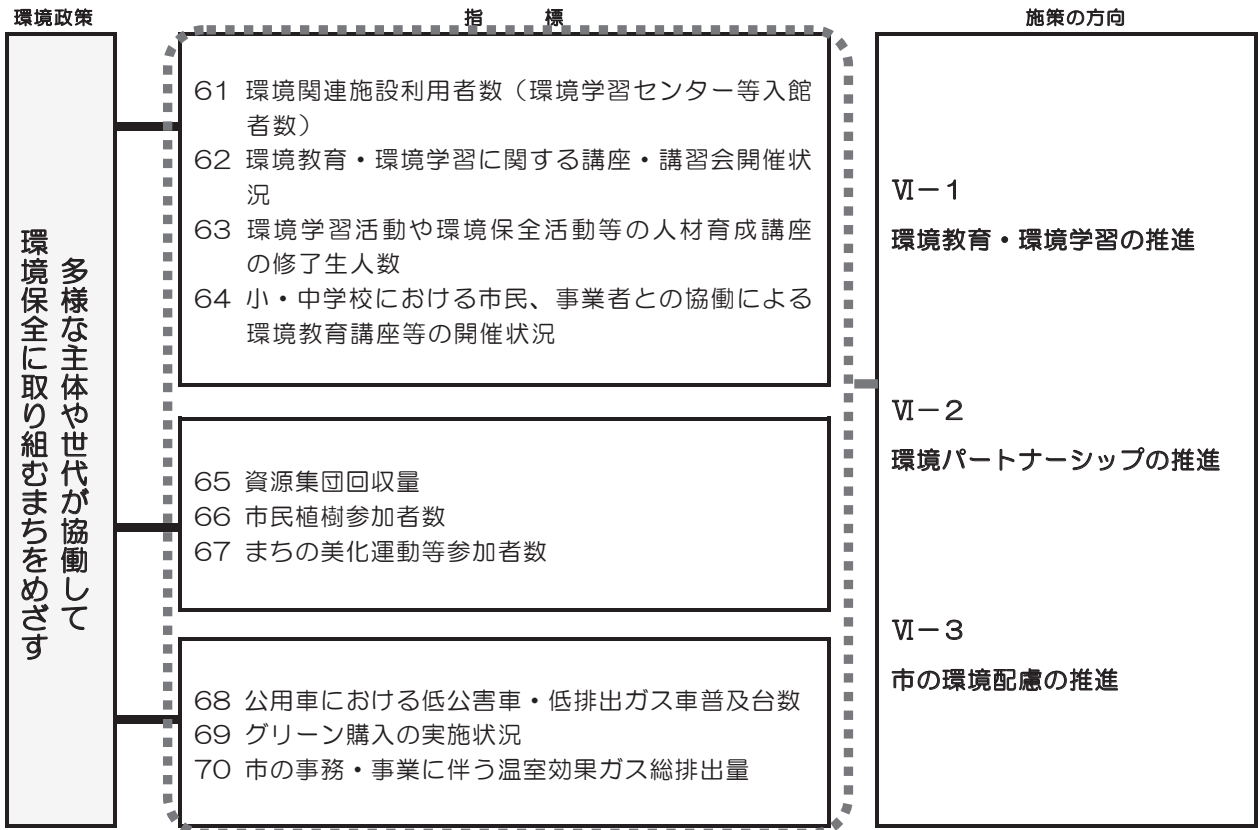 環境政策
指　標
施策の方向
多様な主体や世代が協働して
環境保全に取り組むまちをめざす
61 環境関連施設利用者数（環境学習センター等入館
者数）
62 環境教育・環境学習に関する講座・講習会開催状
況
63 環境学習活動や環境保全活動等の人材育成講座
の修了生人数
64 小・中学校における市民、事業者との協働による
環境教育講座等の開催状況
65 資源集団回収量
66 市民植樹参加者数
67 まちの美化運動等参加者数
68 公用車における低公害車・低排出ガス車普及台数
69 グリーン購入の実施状況
70 市の事務・事業に伴う温室効果ガス総排出量
Ⅵ－1
環境教育・環境学習の推進
Ⅵ－2
環境パートナーシップの推進
Ⅵ－3
市の環境配慮の推進